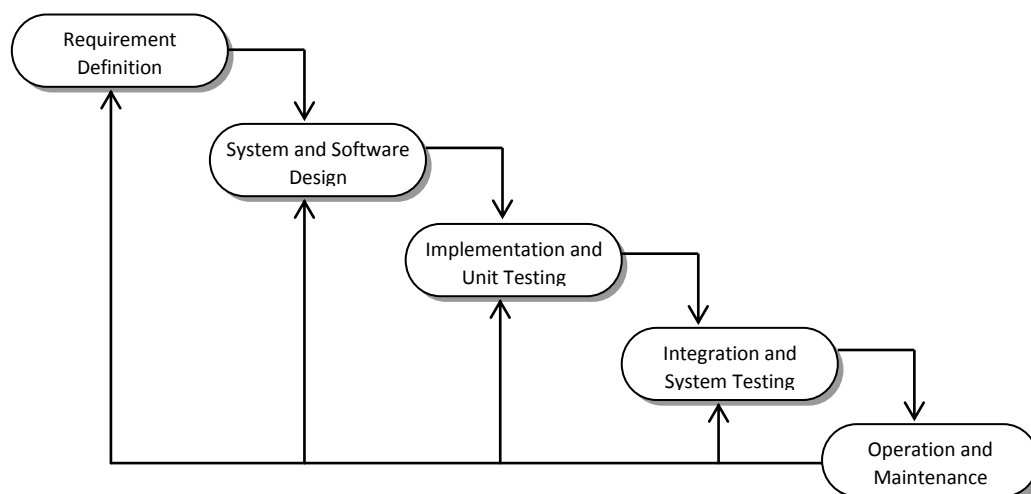 Requirement
Definition
System and Software
Design
Implementation and
Unit Testing
Integration and
System Testing
Operation and
Maintenance